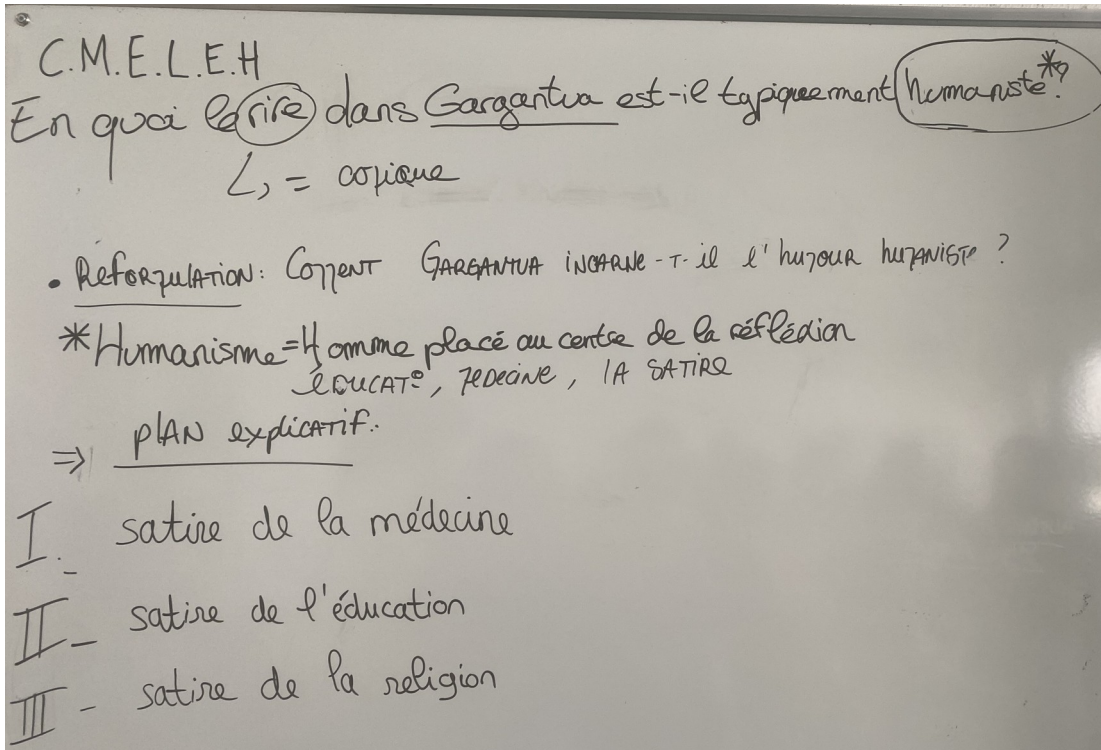 C.M.E.L.E.H
En quoi le rire dans Gargantua est-il typiquement humaniste*?
↳ = comique
• Reformulation: Comment GARGANTUA incarne-t-il l'humour humaniste ?
*Humanisme = Homme placé au centre de la réflexion
éducat°, médecine, la satire
⇒ plan explicatif.
I. - satire de la médecine
II - satire de l'éducation
III - satire de la religion